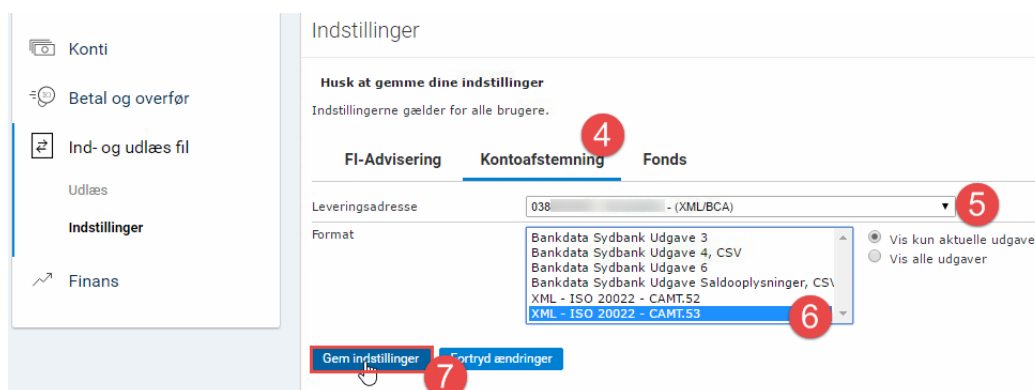 Konti
Betal og overfør
Ind- og udlæs fil
Udlæs
Indstillinger
Finans
Indstillinger
Husk at gemme dine indstillinger
Indstillingerne gælder for alle brugere.
4
FI-Advisering Kontoafstemning Fonds
Leveringsadresse 038 - (XML/BCA) 5
Format
Bankdata Sydbank Udgave 3
Bankdata Sydbank Udgave 4, CSV
Bankdata Sydbank Udgave 6
Bankdata Sydbank Udgave Saldooplysninger, CSV
XML - ISO 20022 - CAMT.52
XML - ISO 20022 - CAMT.53
6
Vis kun aktuelle udgave
Vis alle udgaver
Gem indstillinger Fortryd ændringer
7